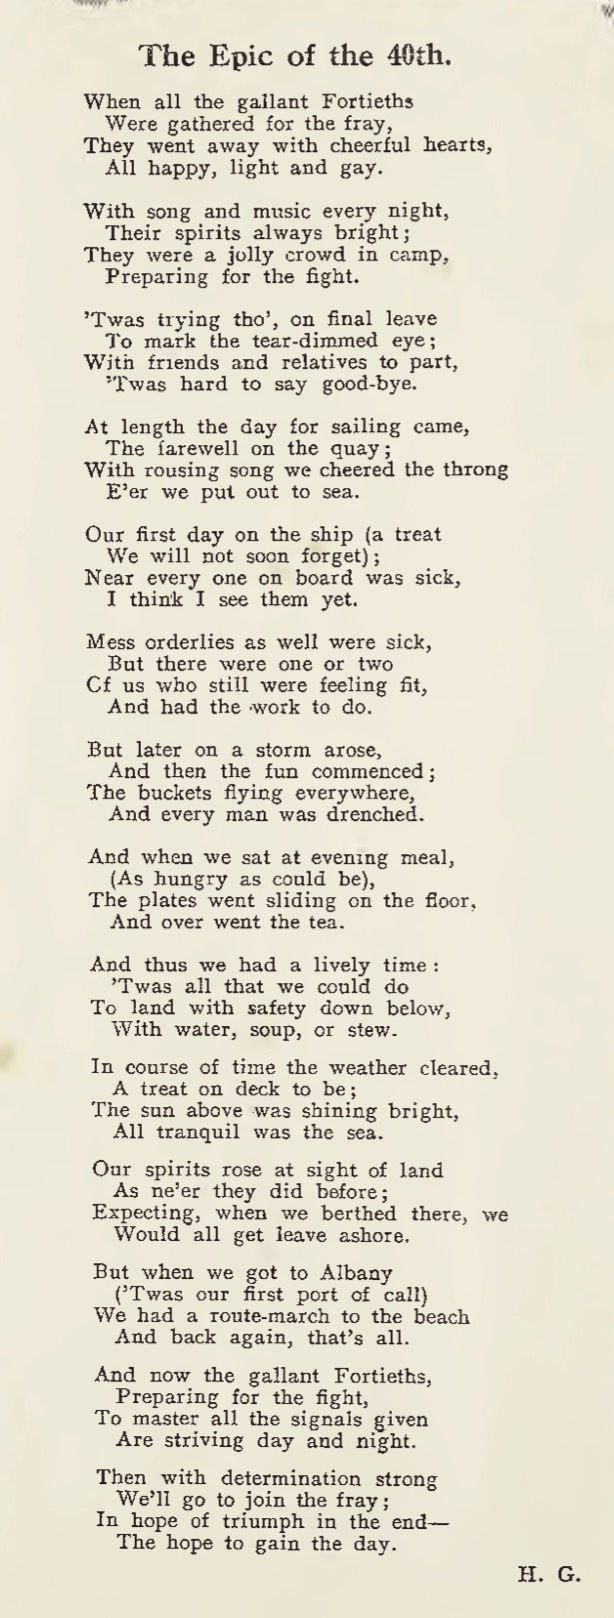 The Epic of the 40th.
When all the gallant Fortieths
Were gathered for the fray,
They went away with cheerful hearts,
All happy, light and gay.
With song and music every night,
Their spirits always bright;
They were a jolly crowd in camp,
Preparing for the fight.
'Twas trying tho', on final leave
To mark the tear-dimmed eye;
With friends and relatives to part,
'Twas hard to say good-bye.
At length the day for sailing came,
The farewell on the quay;
With rousing song we cheered the throng
E'er we put out to sea.
Our first day on the ship (a treat
We will not soon forget);
Near every one on board was sick,
I think I see them yet.
Mess orderlies as well were sick,
But there were one or two
Of us who still were feeling fit,
And had the work to do.
But later on a storm arose,
And then the fun commenced;
The buckets flying everywhere,
And every man was drenched.
And when we sat at evening meal,
(As hungry as could be),
The plates went sliding on the floor,
And over went the tea.
And thus we had a lively time:
'Twas all that we could do
To land with safety down below,
With water, soup, or stew.
In course of time the weather cleared,
A treat on deck to be;
The sun above was shining bright,
All tranquil was the sea.
Our spirits rose at sight of land
As ne'er they did before;
Expecting, when we berthed there, we
Would all get leave ashore.
But when we got to Albany
('Twas our first port of call)
We had a route-march to the beach
And back again, that's all.
And now the gallant Fortieths,
Preparing for the fight,
To master all the signals given
Are striving day and night.
Then with determination strong
We'll go to join the fray;
In hope of triumph in the end—
The hope to gain the day.
H. G.